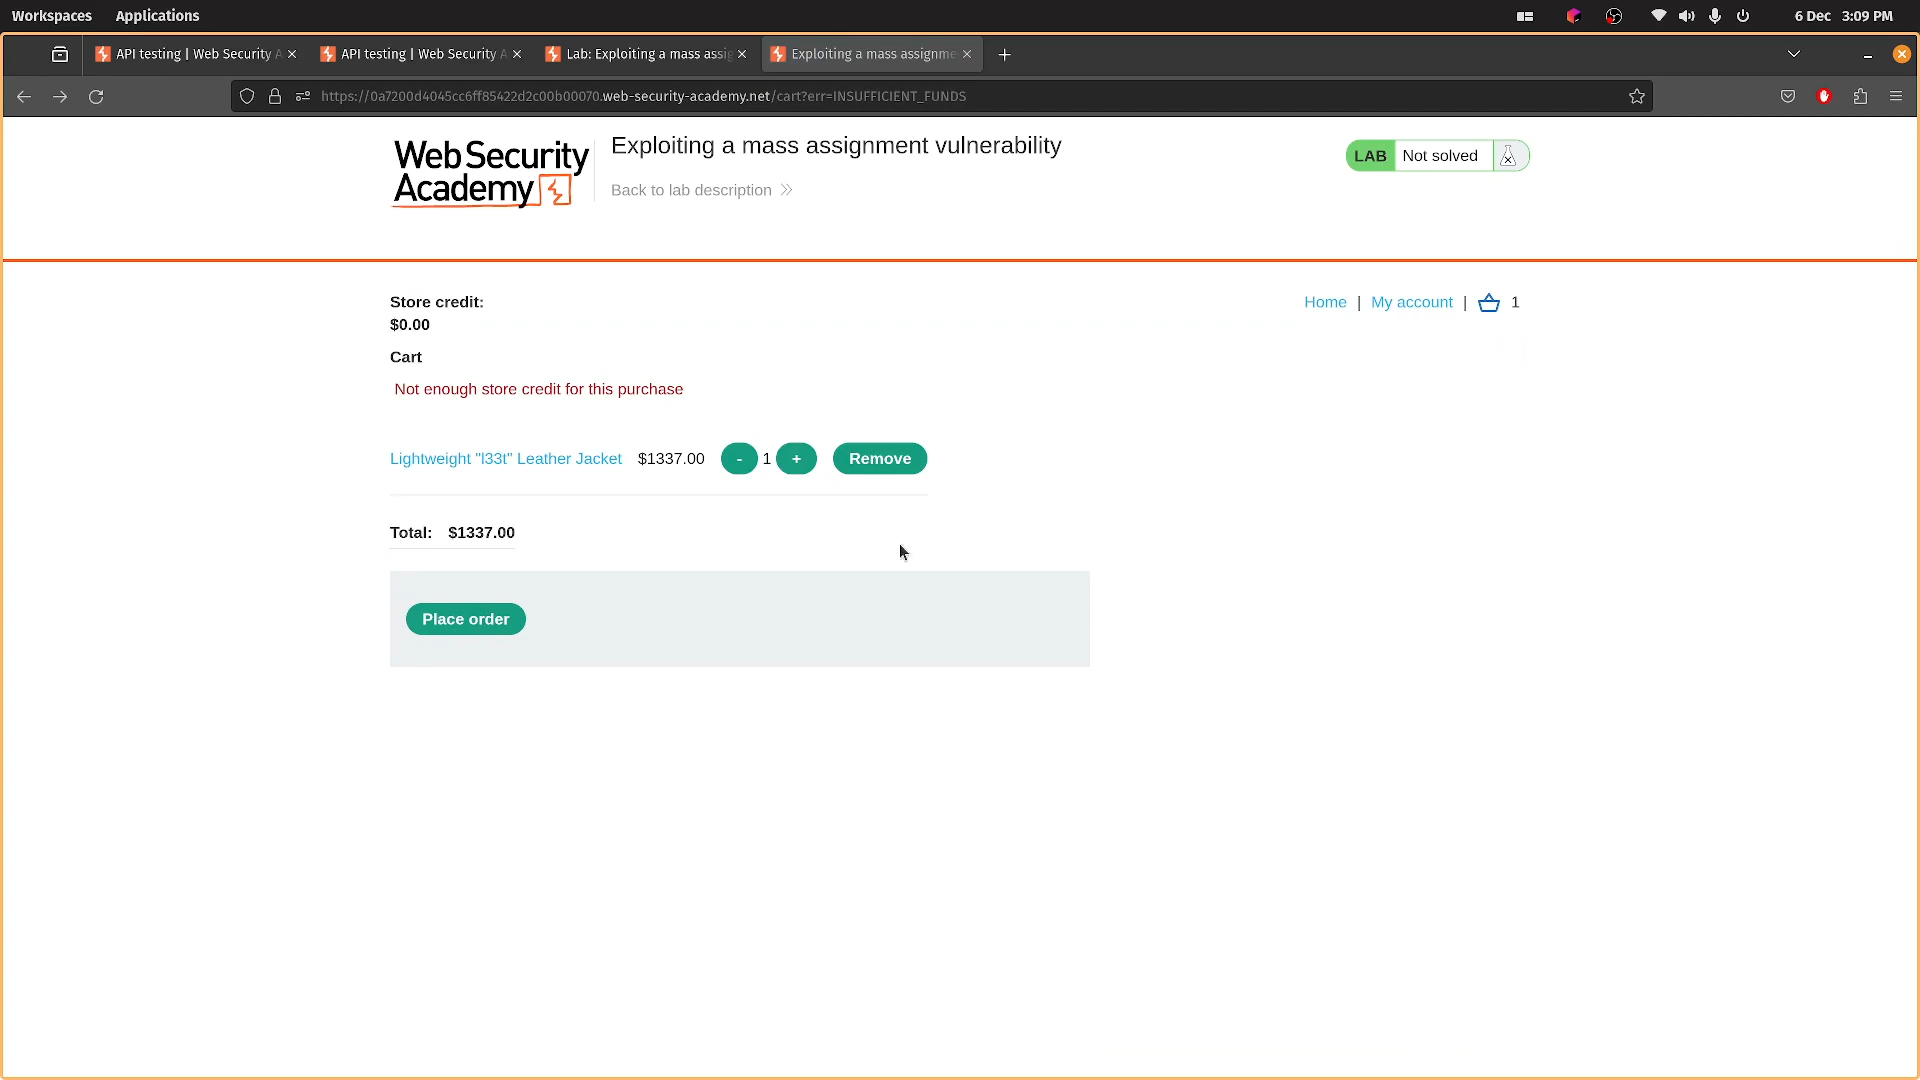 Workspaces Applications 6 Dec 3:09 PM
API testing | Web Security A API testing | Web Security A Lab: Exploiting a mass assig Exploiting a mass assignme
https://0a7200d4045cc6ff85422d2c00b00070.web-security-academy.net/cart?err=INSUFFICIENT_FUNDS
Web Security
Academy
Exploiting a mass assignment vulnerability
Back to lab description
LAB Not solved
Store credit:
$0.00
Home | My account | 1
Cart
Not enough store credit for this purchase
Lightweight "l33t" Leather Jacket $1337.00 - 1 + Remove
Total: $1337.00
Place order